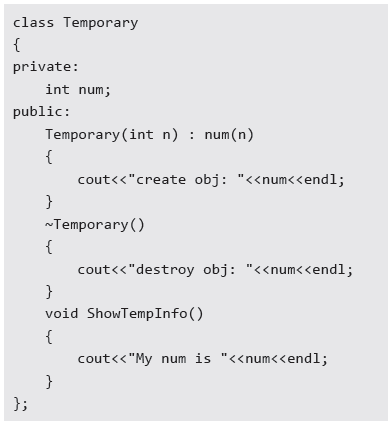 class Temporary
{
private:
    int num;
public:
    Temporary(int n) : num(n)
    {
        cout<<"create obj: "<<num<<endl;
    }
    ~Temporary()
    {
        cout<<"destroy obj: "<<num<<endl;
    }
    void ShowTempInfo()
    {
        cout<<"My num is "<<num<<endl;
    }
};